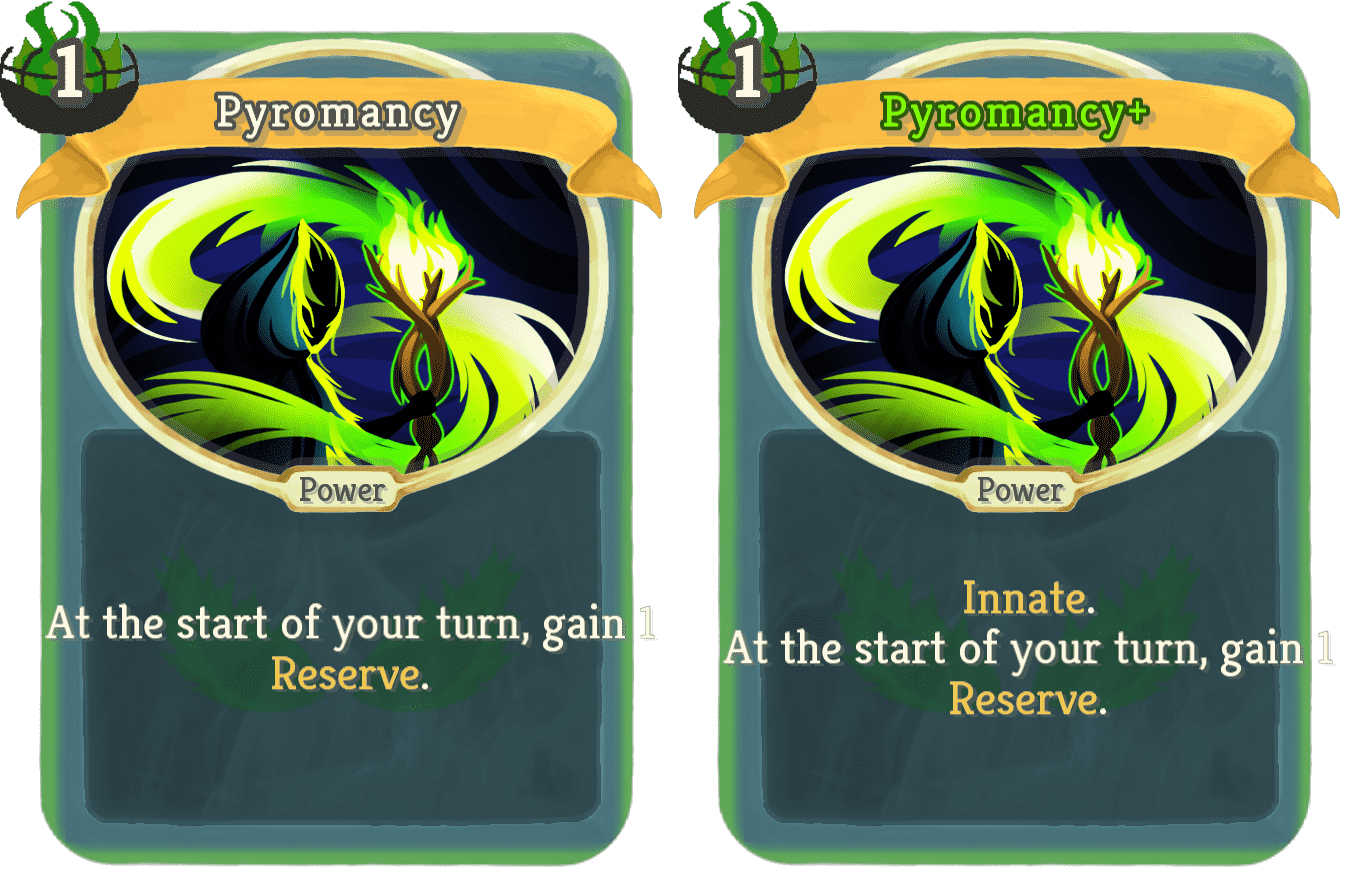 1
Pyromancy
Power
At the start of your turn, gain 1
Reserve.
1
Pyromancy+
Power
Innate.
At the start of your turn, gain 1
Reserve.